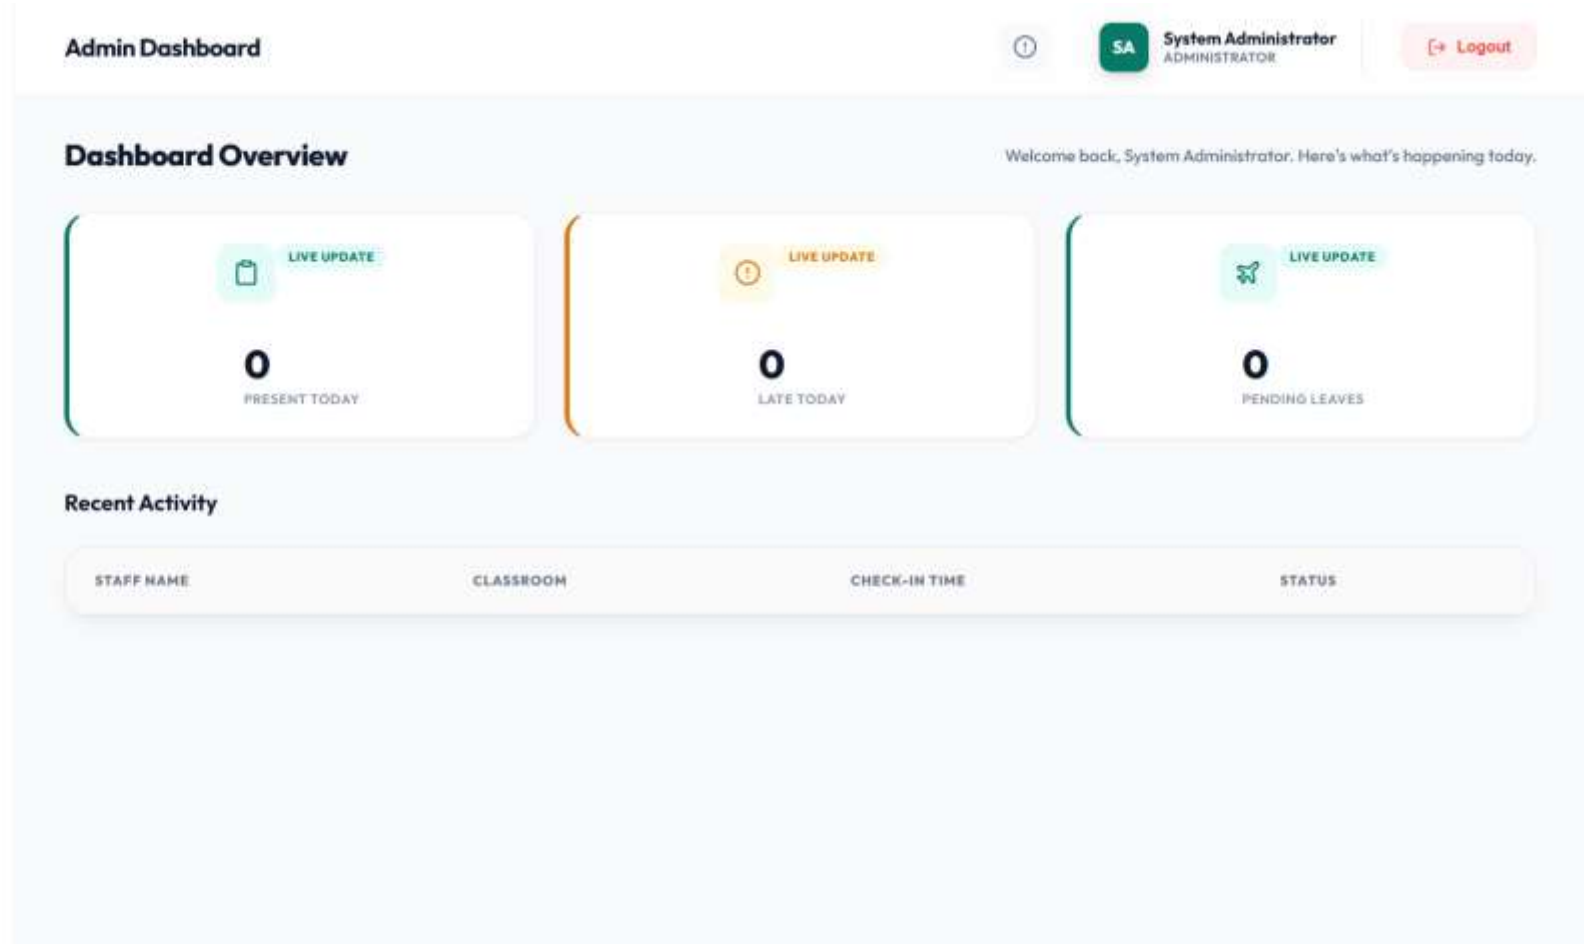 Admin Dashboard
SA
System Administrator
ADMINISTRATOR
Logout
Dashboard Overview
Welcome back, System Administrator. Here's what's happening today.
LIVE UPDATE
0
PRESENT TODAY
LIVE UPDATE
0
LATE TODAY
LIVE UPDATE
0
PENDING LEAVES
Recent Activity
STAFF NAME CLASSROOM CHECK-IN TIME STATUS